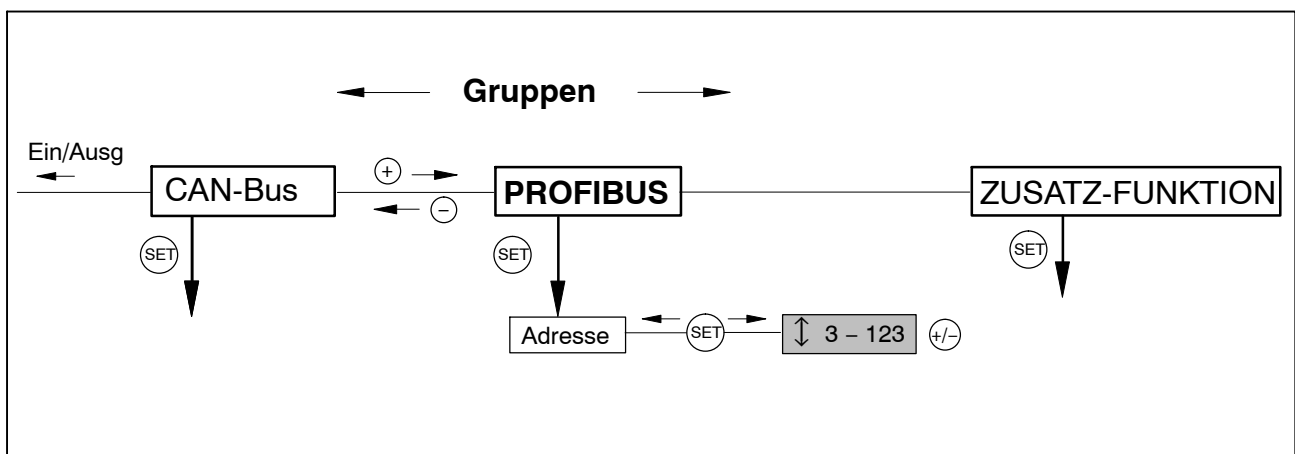 Gruppen
Ein/Ausg
CAN-Bus
+
−
PROFIBUS
ZUSATZ-FUNKTION
SET
SET
SET
Adresse
SET
↕ 3 − 123
+/−